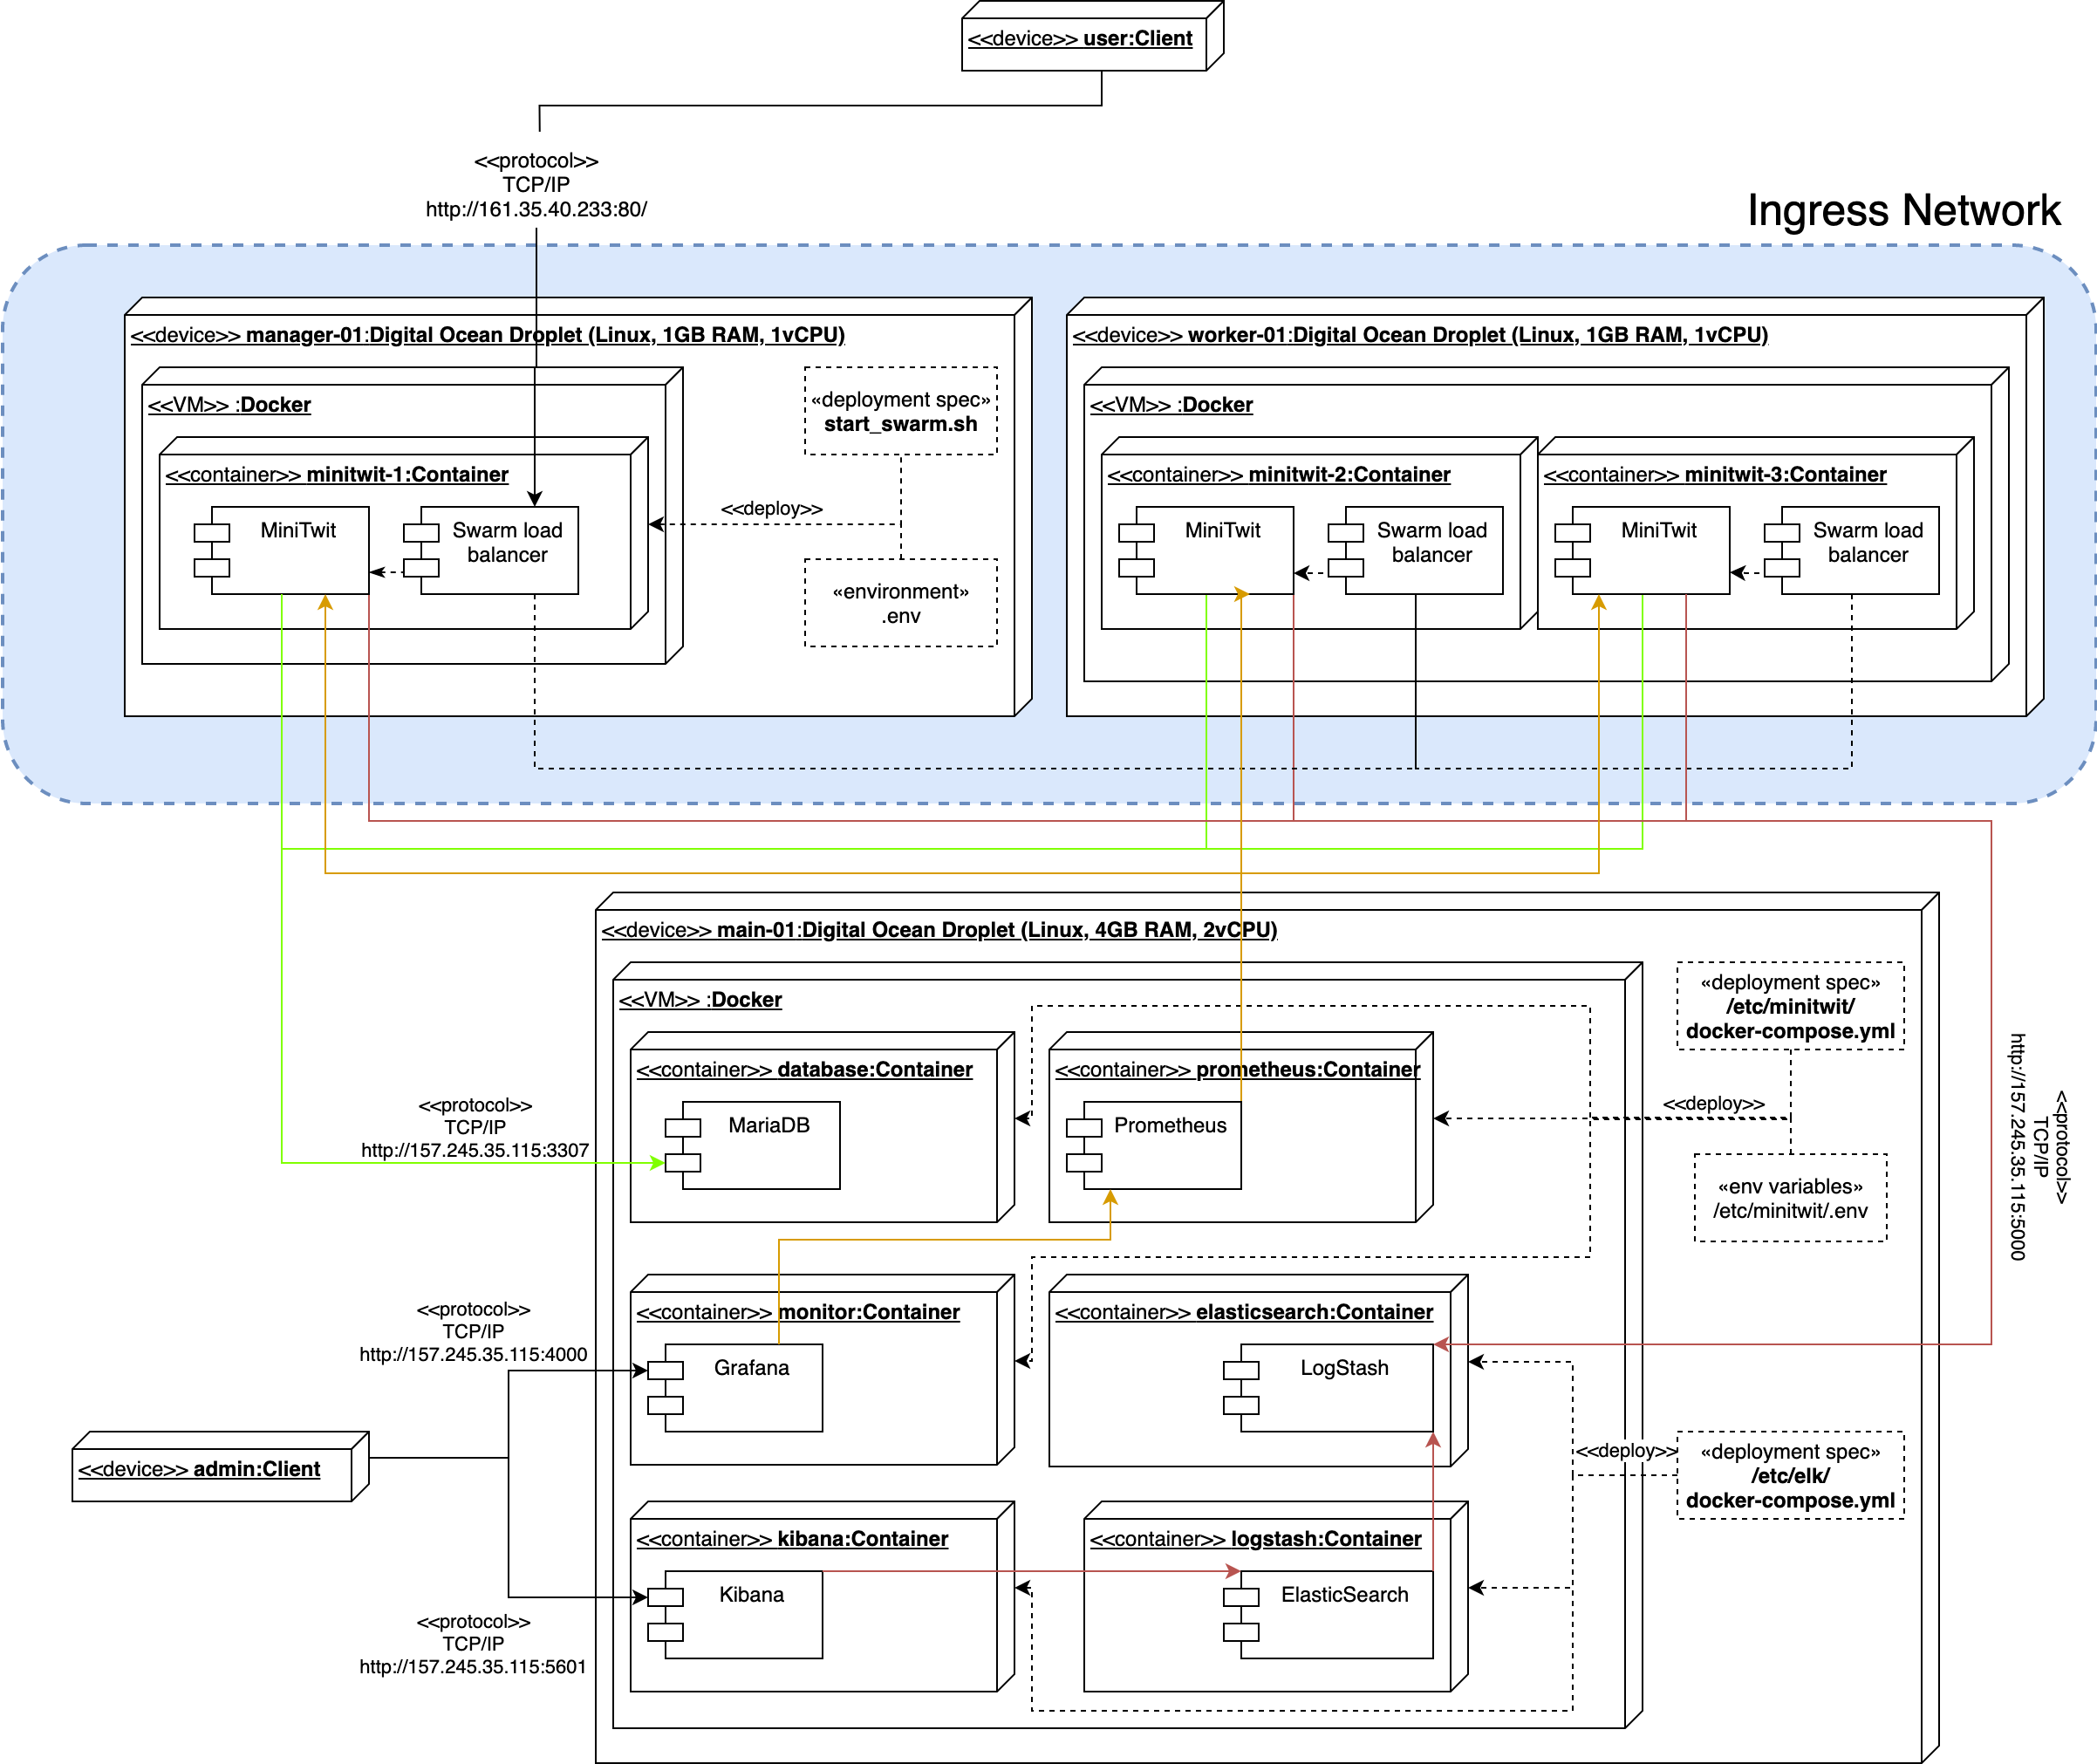 <<device>> user:Client
<<protocol>>
TCP/IP
http://161.35.40.233:80/
Ingress Network
<<device>> manager-01:Digital Ocean Droplet (Linux, 1GB RAM, 1vCPU)
<<VM>> :Docker
<<container>> minitwit-1:Container
MiniTwit
Swarm load
balancer
«deployment spec»
start_swarm.sh
<<deploy>>
«environment»
.env
<<device>> worker-01:Digital Ocean Droplet (Linux, 1GB RAM, 1vCPU)
<<VM>> :Docker
<<container>> minitwit-2:Container
MiniTwit
Swarm load
balancer
<<container>> minitwit-3:Container
MiniTwit
Swarm load
balancer
<<device>> main-01:Digital Ocean Droplet (Linux, 4GB RAM, 2vCPU)
<<VM>> :Docker
<<container>> database:Container
MariaDB
<<container>> prometheus:Container
Prometheus
«deployment spec»
/etc/minitwit/
docker-compose.yml
<<deploy>>
«env variables»
/etc/minitwit/.env
<<protocol>>
TCP/IP
http://157.245.35.115:5000
<<protocol>>
TCP/IP
http://157.245.35.115:3307
<<container>> monitor:Container
Grafana
<<container>> elasticsearch:Container
LogStash
<<protocol>>
TCP/IP
http://157.245.35.115:4000
<<device>> admin:Client
<<deploy>>
«deployment spec»
/etc/elk/
docker-compose.yml
<<container>> kibana:Container
Kibana
<<container>> logstash:Container
ElasticSearch
<<protocol>>
TCP/IP
http://157.245.35.115:5601